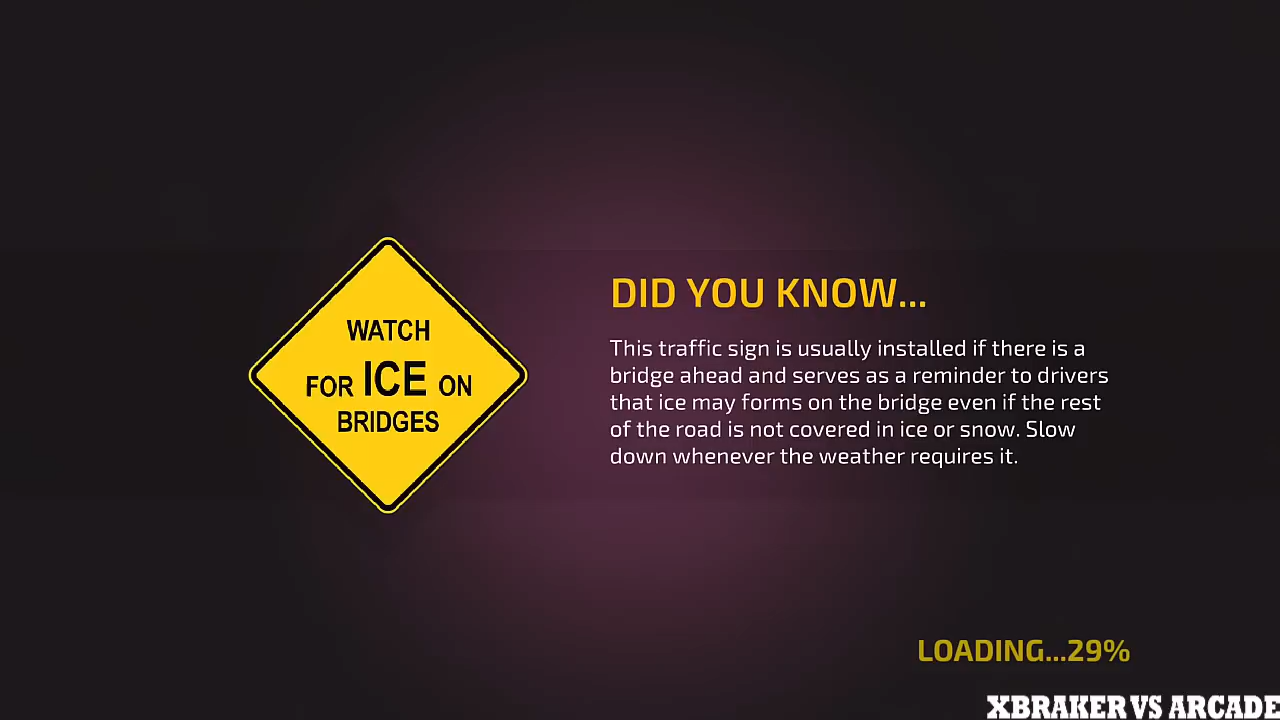 WATCH
FOR ICE ON
BRIDGES
DID YOU KNOW...
This traffic sign is usually installed if there is a
bridge ahead and serves as a reminder to drivers
that ice may forms on the bridge even if the rest
of the road is not covered in ice or snow. Slow
down whenever the weather requires it.
LOADING...29%
XBRAKER VS ARCADE